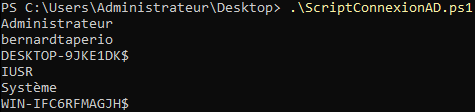 PS C:\Users\Administrateur\Desktop> .\ScriptConnexionAD.ps1
Administrateur
bernardtaperio
DESKTOP-9JKE1DK$
IUSR
Système
WIN-IFC6RFMAGJH$